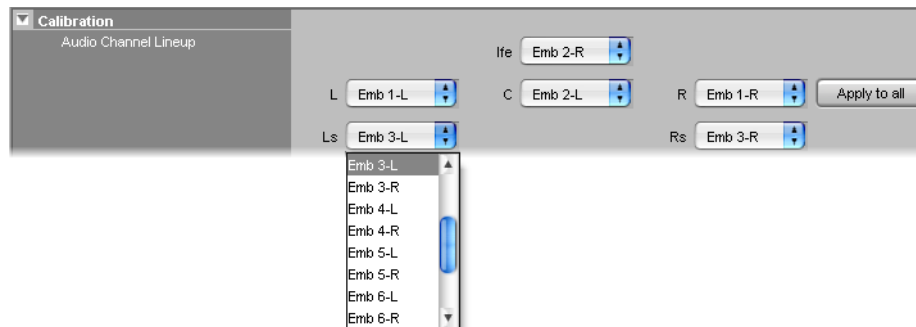 Calibration
Audio Channel Lineup
lfe Emb 2-R
L Emb 1-L C Emb 2-L R Emb 1-R Apply to all
Ls Emb 3-L Rs Emb 3-R
Emb 3-L
Emb 3-R
Emb 4-L
Emb 4-R
Emb 5-L
Emb 5-R
Emb 6-L
Emb 6-R